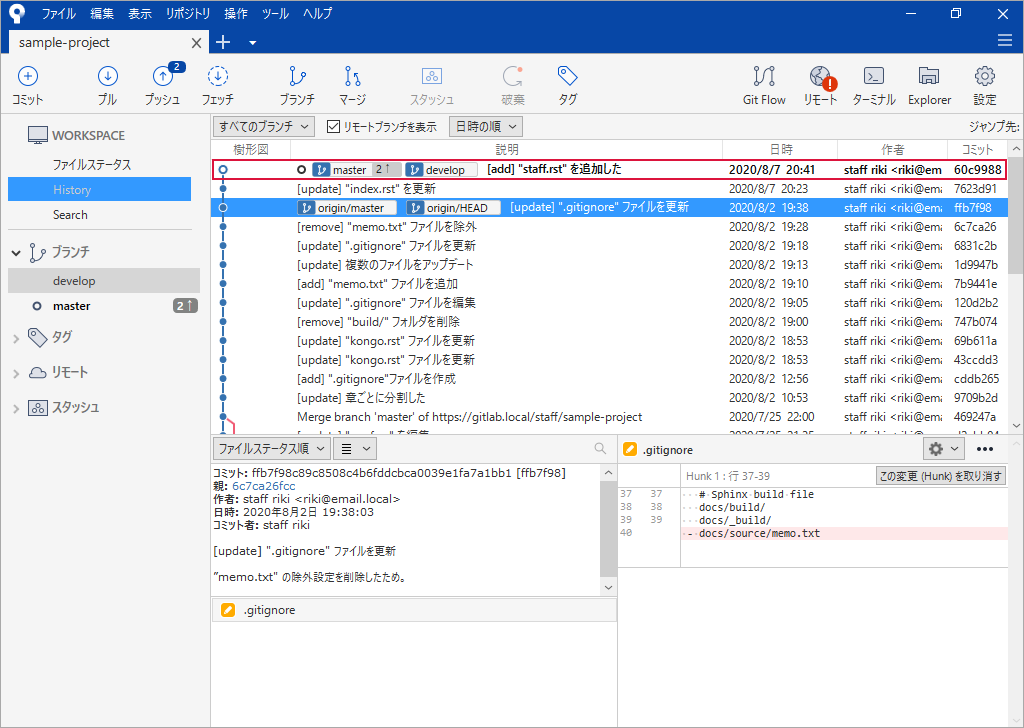 ファイル 編集 表示 リポジトリ 操作 ツール ヘルプ
sample-project
2
コミット プル プッシュ フェッチ ブランチ マージ スタッシュ 破棄 タグ Git Flow リモート ターミナル Explorer 設定
WORKSPACE
ファイルステータス
History
Search
ブランチ
develop
master 2↑
タグ
リモート
スタッシュ
すべてのブランチ リモートブランチを表示 日時の順 ジャンプ先:
樹形図 説明 日時 作者 コミット
master 2↑ develop [add] "staff.rst" を追加した 2020/8/7 20:41 staff riki <riki@em 60c9988
[update] "index.rst" を更新 2020/8/7 20:23 staff riki <riki@ema 7623d91
origin/master origin/HEAD [update] ".gitignore" ファイルを更新 2020/8/2 19:38 staff riki <riki@ema ffb7f98
[remove] "memo.txt" ファイルを除外 2020/8/2 19:28 staff riki <riki@ema 6c7ca26
[update] ".gitignore" ファイルを更新 2020/8/2 19:18 staff riki <riki@ema 6831c2b
[update] 複数のファイルをアップデート 2020/8/2 19:13 staff riki <riki@ema 1d9947b
[add] "memo.txt" ファイルを追加 2020/8/2 19:10 staff riki <riki@ema 7b9441e
[update] ".gitignore" ファイルを編集 2020/8/2 19:05 staff riki <riki@ema 120d2b2
[remove] "build/" フォルダを削除 2020/8/2 19:00 staff riki <riki@ema 747b074
[update] "kongo.rst" ファイルを更新 2020/8/2 18:53 staff riki <riki@ema 69b611a
[update] "kongo.rst" ファイルを更新 2020/8/2 18:53 staff riki <riki@ema 43ccdd3
[add] ".gitignore"ファイルを作成 2020/8/2 12:56 staff riki <riki@ema cddb265
[update] 章ごとに分割した 2020/8/2 10:53 staff riki <riki@ema 9709b2d
Merge branch 'master' of https://gitlab.local/staff/sample-project 2020/7/25 22:00 staff riki <riki@ema 469247a
ファイルステータス順
コミット: ffb7f98c89c8508c4b6fddcbca0039e1fa7a1bb1 [ffb7f98]
親: 6c7ca26fcc
作者: staff riki <riki@email.local>
日時: 2020年8月2日 19:38:03
コミット者: staff riki
[update] ".gitignore" ファイルを更新
"memo.txt" の除外設定を削除したため。
.gitignore
.gitignore
Hunk 1 : 行 37-39 この変更 (Hunk) を取り消す
37 37 # Sphinx build file
38 38 docs/build/
39 39 docs/_build/
40 - docs/source/memo.txt